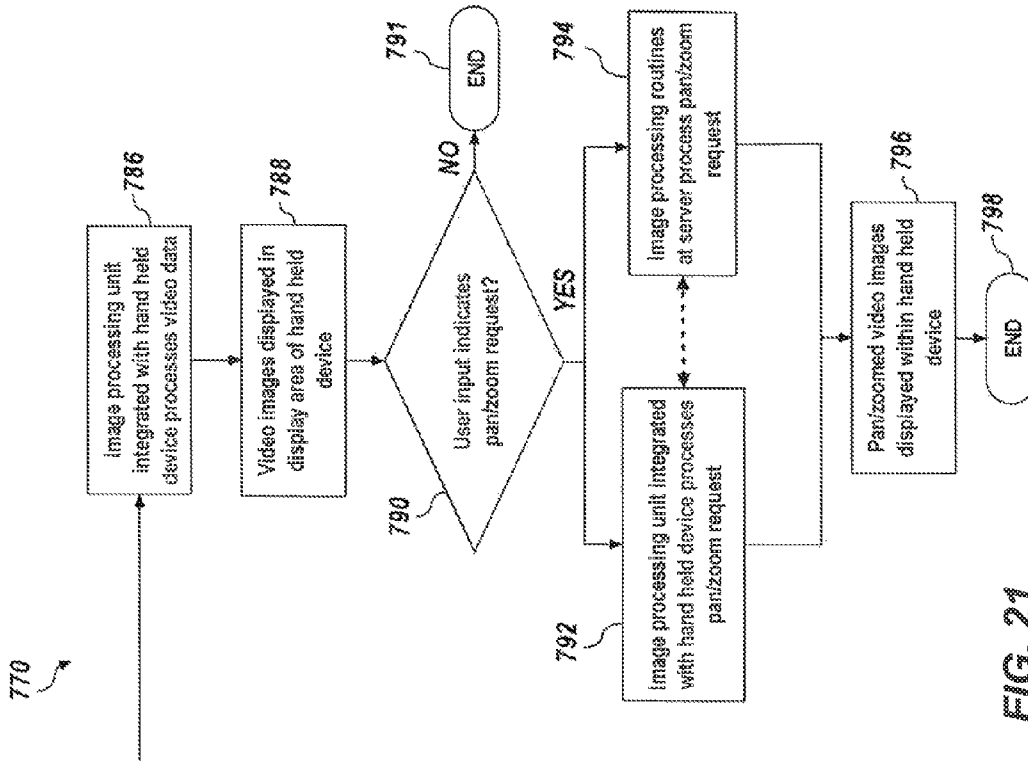 770
786
Image processing unit
integrated with hand held
device processes video data
788
Video images displayed in
display area of hand held
device
790
User input indicates
pan/zoom request?
NO
791
END
YES
792
Image processing unit integrated
with hand held device processes
pan/zoom request
794
Image processing routines
at server process pan/zoom
request
796
Pan/zoomed video images
displayed within hand held
device
798
END
FIG. 21